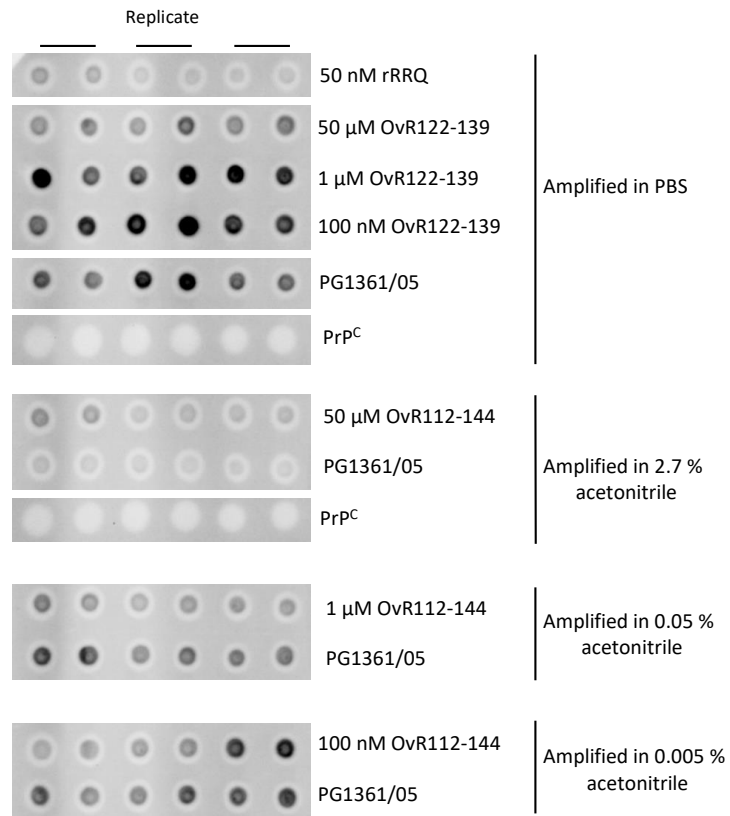 Replicate
50 nM rRRQ
50 µM OvR122-139
1 µM OvR122-139
100 nM OvR122-139
PG1361/05
PrPᶜ
Amplified in PBS
50 µM OvR112-144
PG1361/05
PrPᶜ
Amplified in 2.7 %
acetonitrile
1 µM OvR112-144
PG1361/05
Amplified in 0.05 %
acetonitrile
100 nM OvR112-144
PG1361/05
Amplified in 0.005 %
acetonitrile